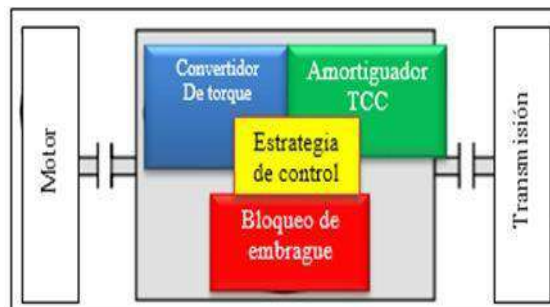 Motor
Convertidor
De torque
Amortiguador
TCC
Estrategia
de control
Bloqueo de
embrague
Transmisión